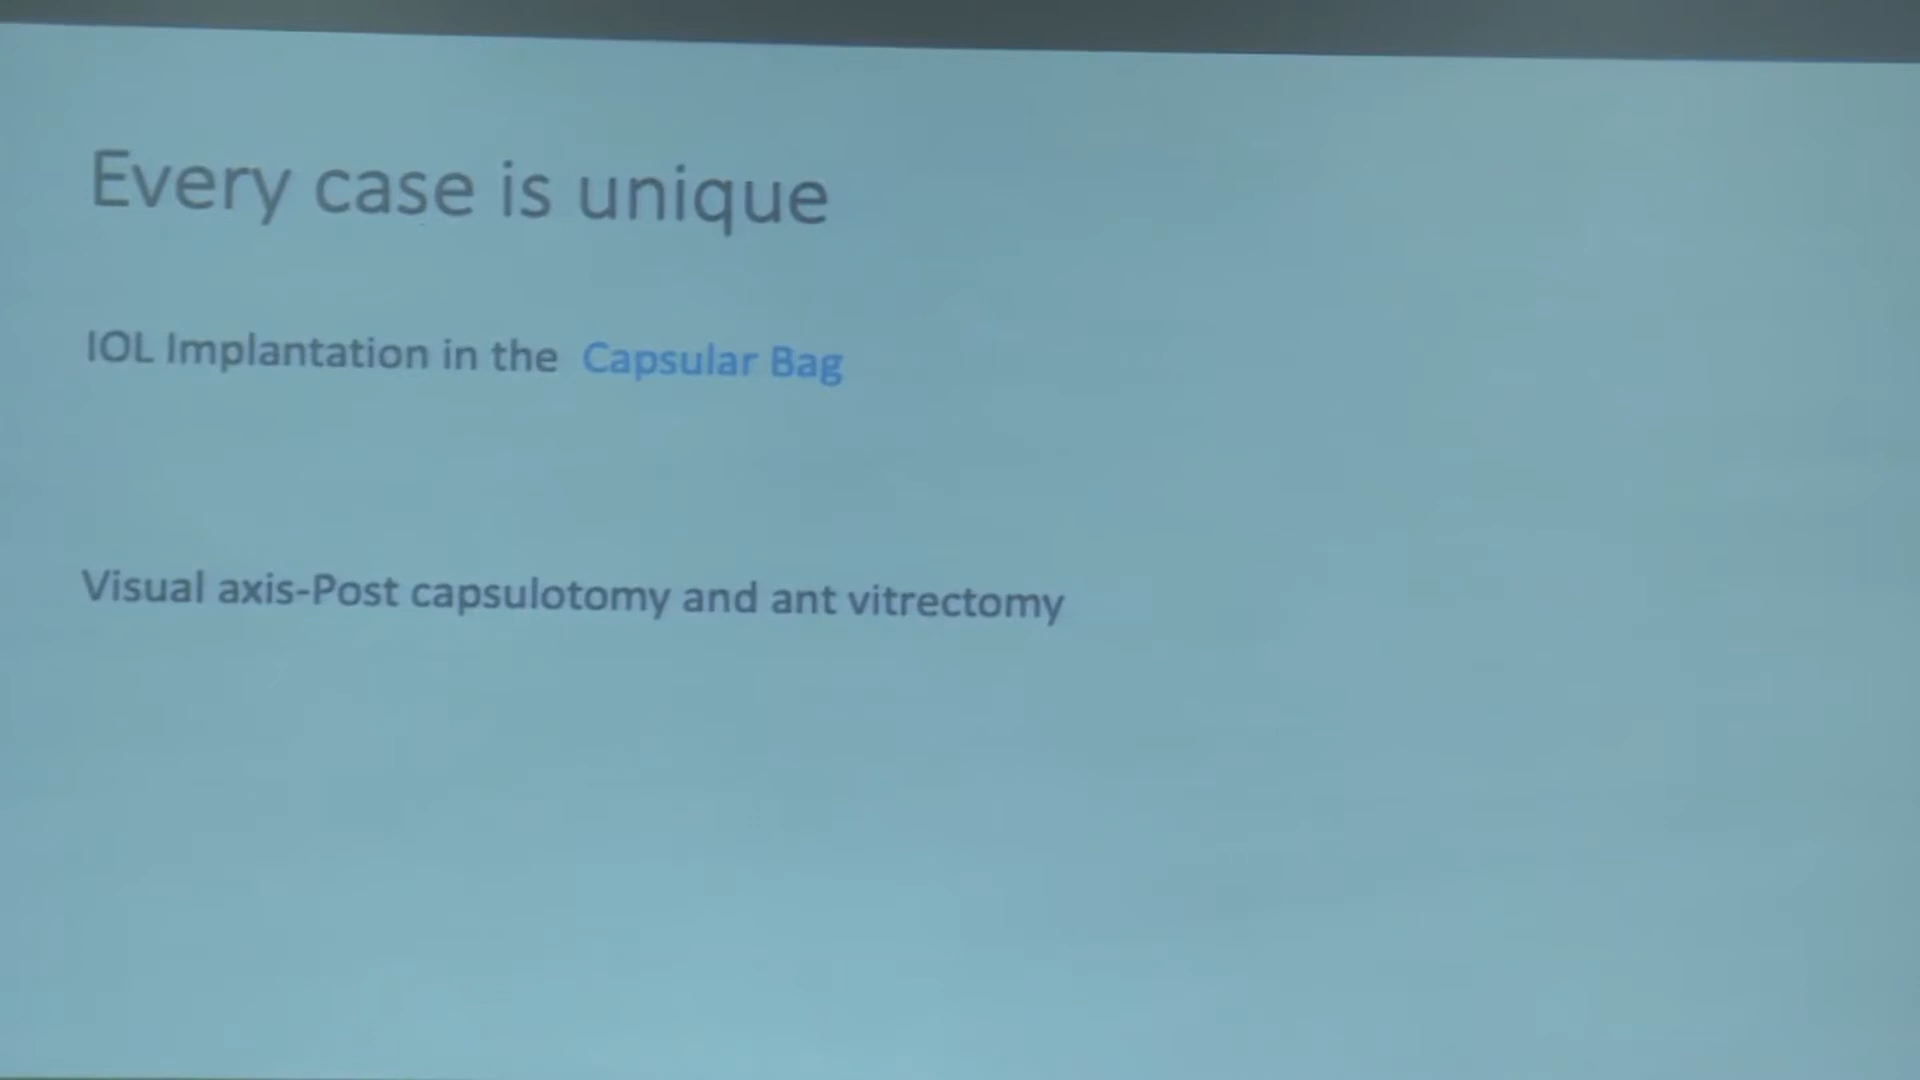 Every case is unique
IOL Implantation in the Capsular Bag
Visual axis-Post capsulotomy and ant vitrectomy